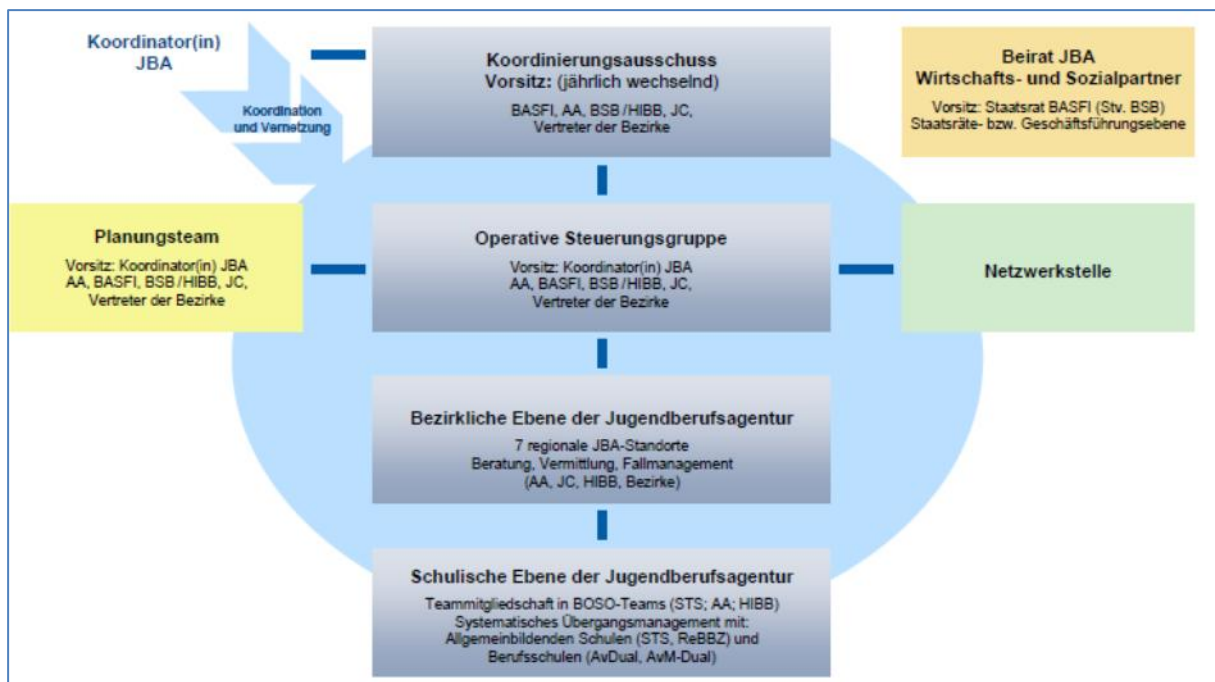 Koordinator(in)
JBA
Koordination
und Vernetzung
Koordinierungsausschuss
Vorsitz: (jährlich wechselnd)
BASFI, AA, BSB/HIBB, JC,
Vertreter der Bezirke
Beirat JBA
Wirtschafts- und Sozialpartner
Vorsitz: Staatsrat BASFI (Stv. BSB)
Staatsräte- bzw. Geschäftsführungsebene
Planungsteam
Vorsitz: Koordinator(in) JBA
AA, BASFI, BSB/HIBB, JC,
Vertreter der Bezirke
Operative Steuerungsgruppe
Vorsitz: Koordinator(in) JBA
AA, BASFI, BSB/HIBB, JC,
Vertreter der Bezirke
Netzwerkstelle
Bezirkliche Ebene der Jugendberufsagentur
7 regionale JBA-Standorte
Beratung, Vermittlung, Fallmanagement
(AA, JC, HIBB, Bezirke)
Schulische Ebene der Jugendberufsagentur
Teammitgliedschaft in BOSO-Teams (STS; AA; HIBB)
Systematisches Übergangsmanagement mit:
Allgemeinbildenden Schulen (STS, ReBBZ) und
Berufsschulen (AvDual, AvM-Dual)